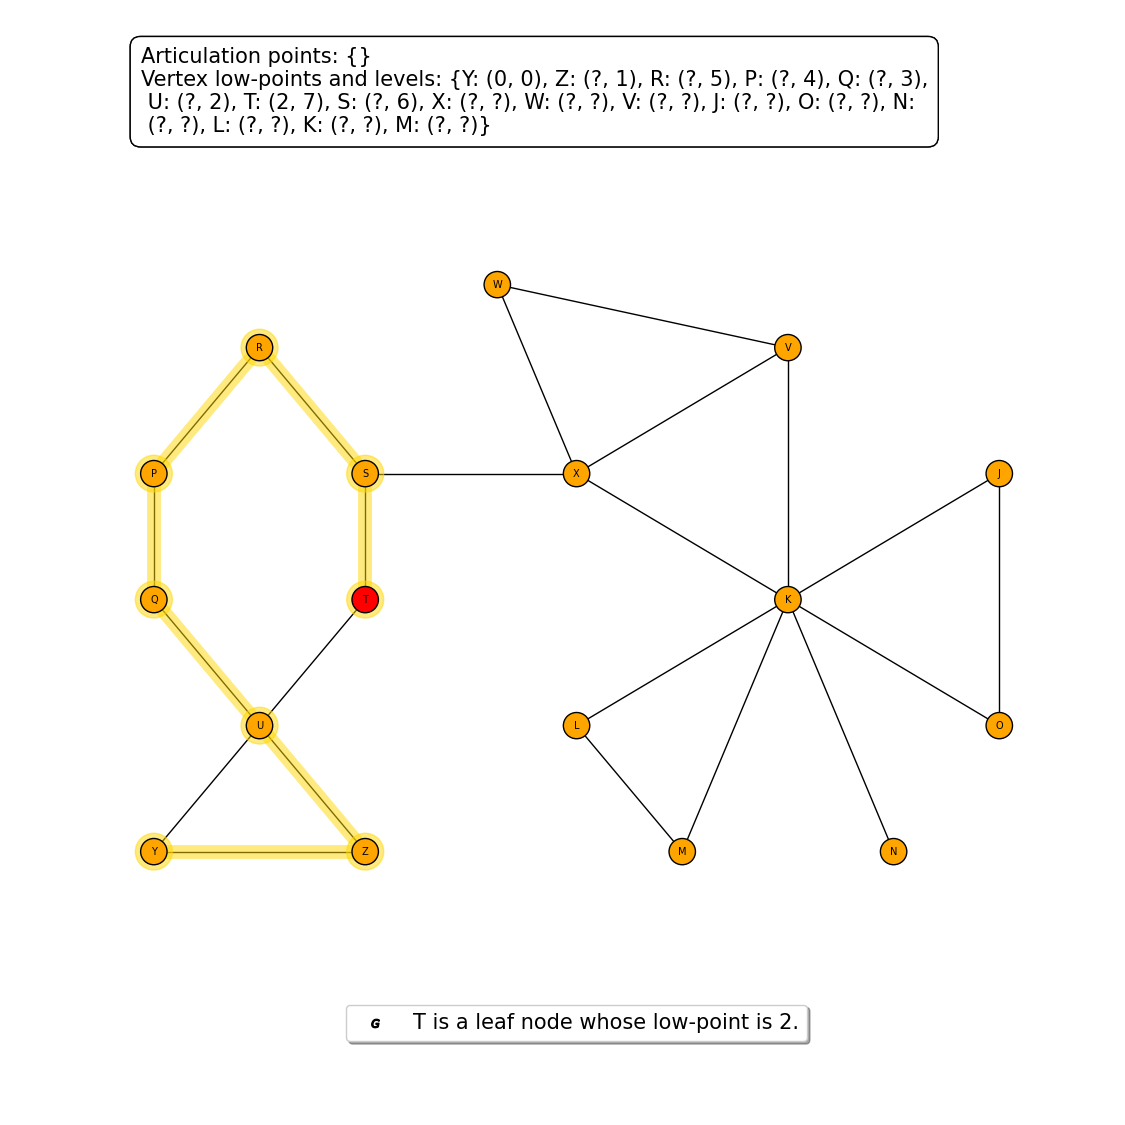 Articulation points: {}
Vertex low-points and levels: {Y: (0, 0), Z: (?, 1), R: (?, 5), P: (?, 4), Q: (?, 3),
U: (?, 2), T: (2, 7), S: (?, 6), X: (?, ?), W: (?, ?), V: (?, ?), J: (?, ?), O: (?, ?), N:
(?, ?), L: (?, ?), K: (?, ?), M: (?, ?)}
W
R
V
P
S
X
J
Q
T
K
U
L
O
Y
Z
M
N
G T is a leaf node whose low-point is 2.